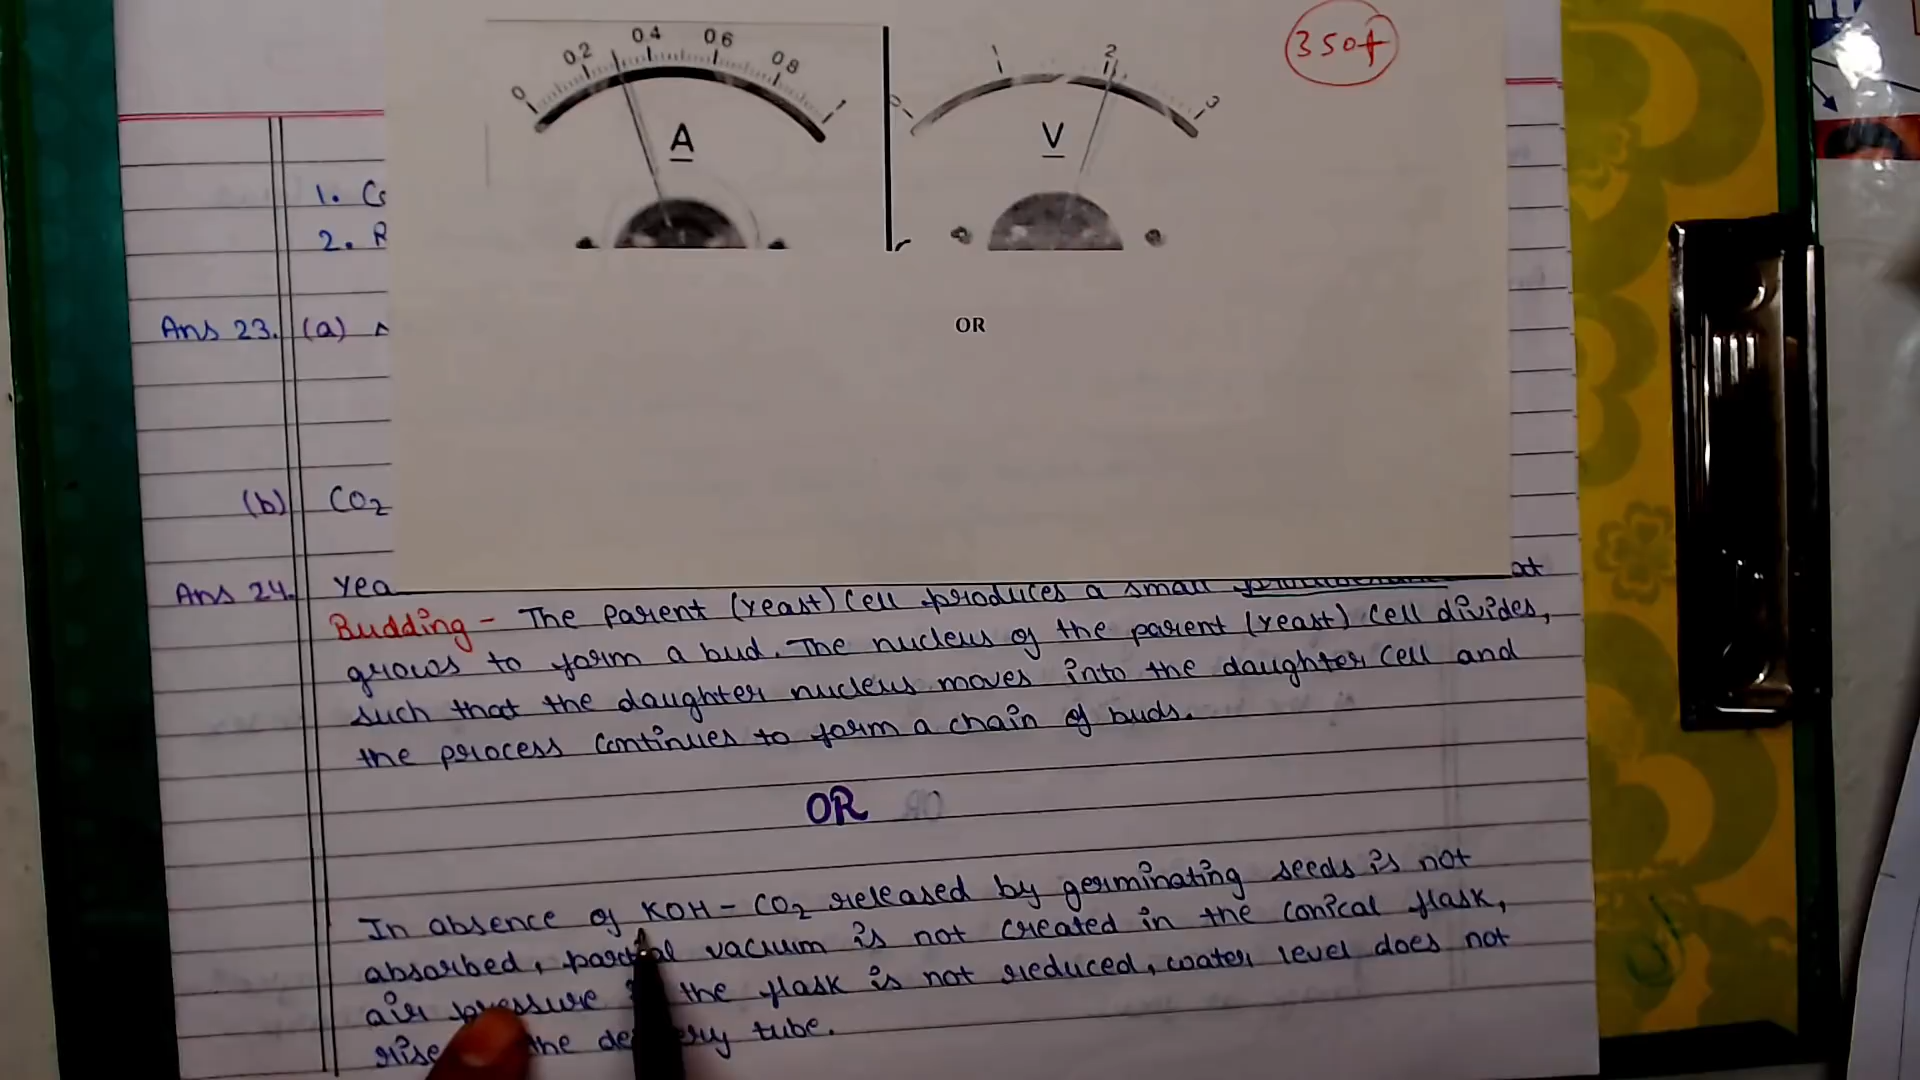 0 0.2 0.4 0.6 0.8 1
A
0 1 2 3
V
350f
1. Co
2. R
Ans 23. (a)
OR
(b) CO2
Ans 24. Yea
Budding - The parent (yeast) cell produces a small at
grows to form a bud. The nucleus of the parent (yeast) cell divides,
such that the daughter nucleus moves into the daughter cell and
the process continues to form a chain of buds.
OR
In absence of KOH - CO2 released by germinating seeds is not
absorbed, partial vacuum is not created in the conical flask,
air pressure the flask is not reduced, water level does not
rise the delivery tube.